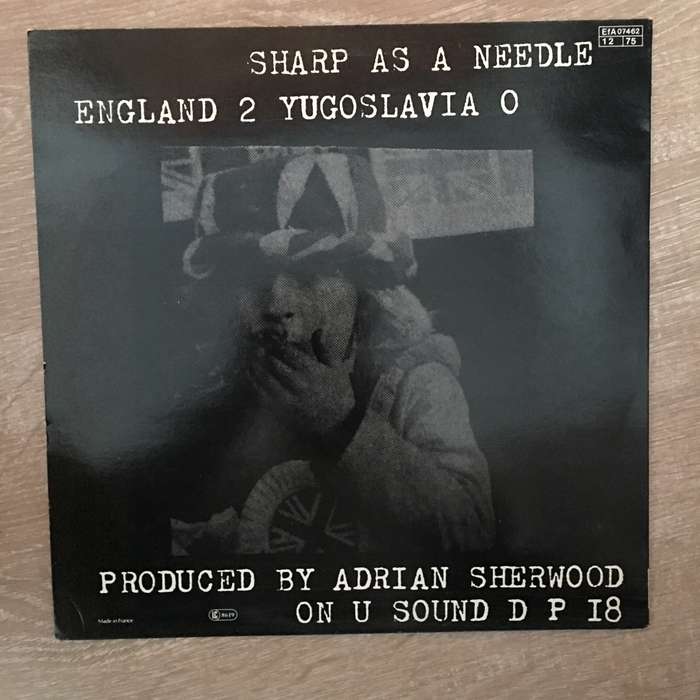 EfA 07462
12 75
SHARP AS A NEEDLE
ENGLAND 2 YUGOSLAVIA 0
PRODUCED BY ADRIAN SHERWOOD
ON U SOUND D P 18
Made in France